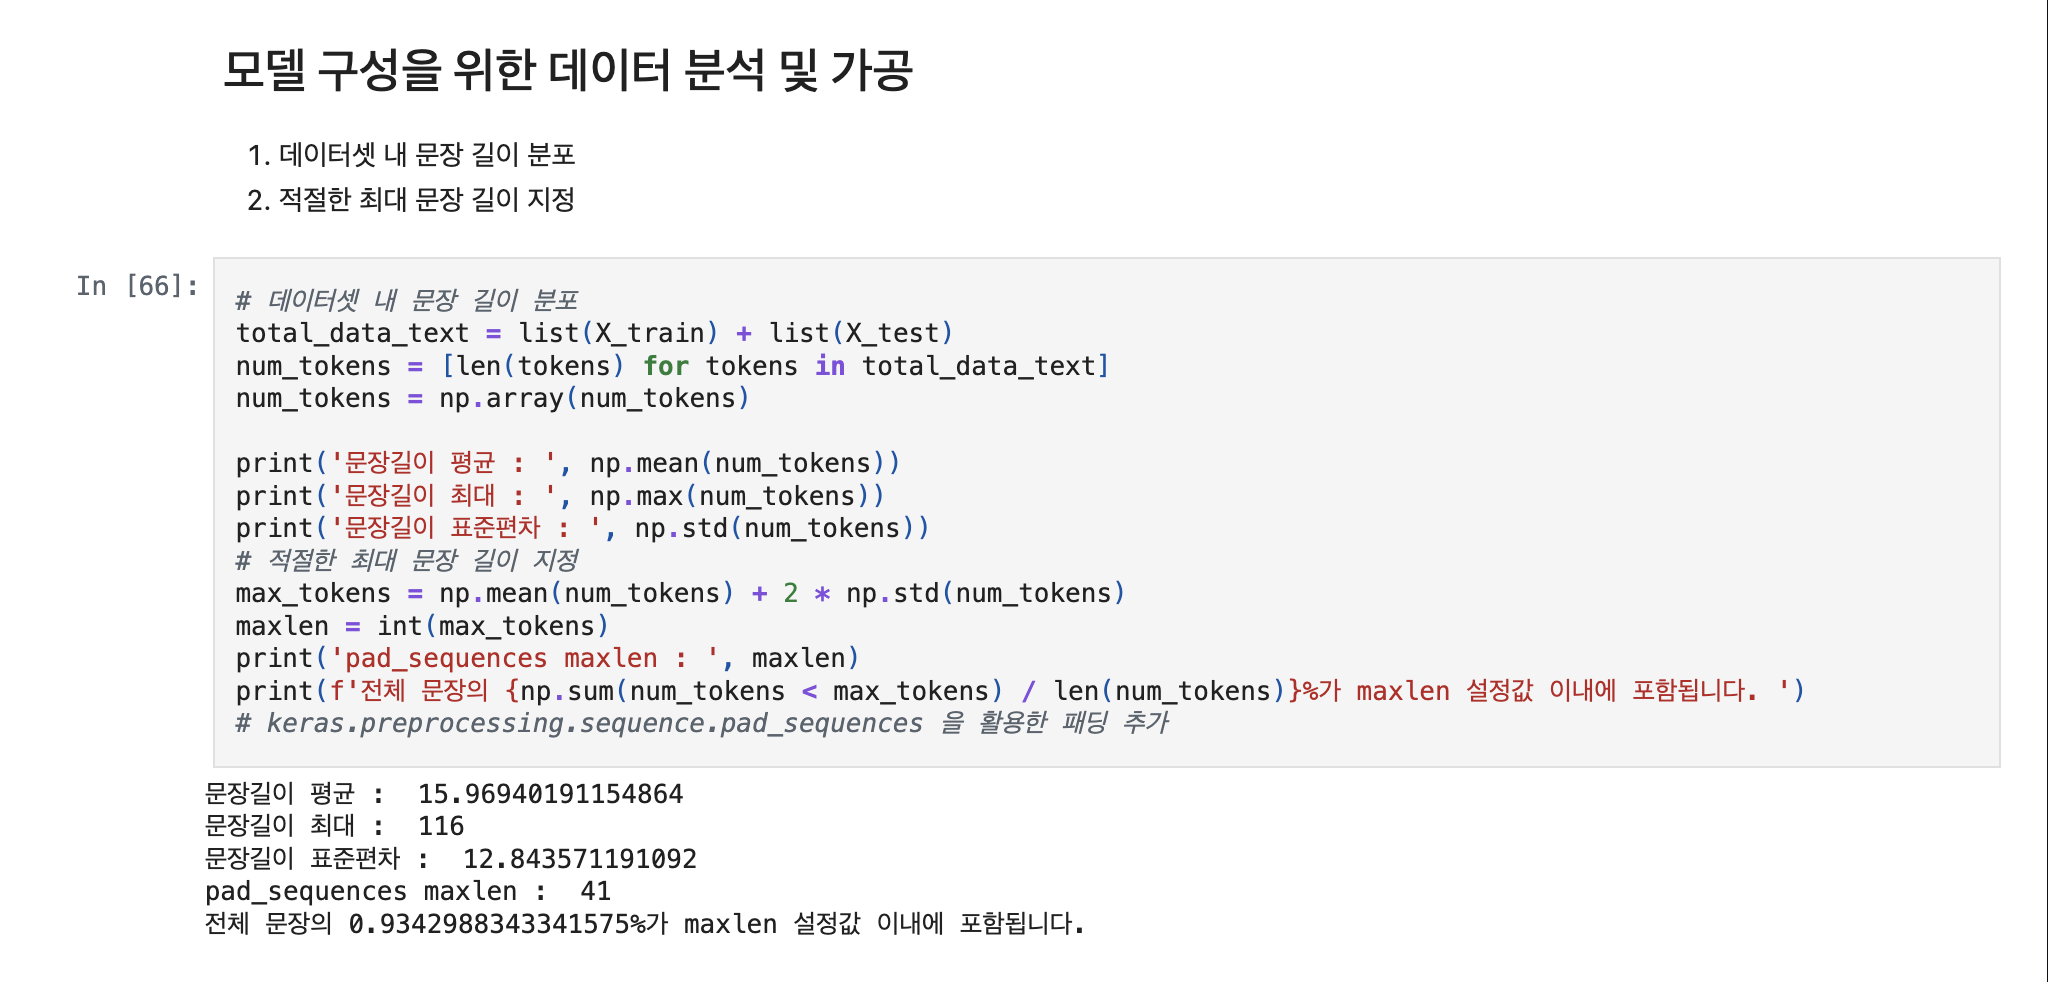 모델 구성을 위한 데이터 분석 및 가공
1. 데이터셋 내 문장 길이 분포
2. 적절한 최대 문장 길이 지정
In [66]:
# 데이터셋 내 문장 길이 분포
total_data_text = list(X_train) + list(X_test)
num_tokens = [len(tokens) for tokens in total_data_text]
num_tokens = np.array(num_tokens)
print('문장길이 평균 : ', np.mean(num_tokens))
print('문장길이 최대 : ', np.max(num_tokens))
print('문장길이 표준편차 : ', np.std(num_tokens))
# 적절한 최대 문장 길이 지정
max_tokens = np.mean(num_tokens) + 2 * np.std(num_tokens)
maxlen = int(max_tokens)
print('pad_sequences maxlen : ', maxlen)
print(f'전체 문장의 {np.sum(num_tokens < max_tokens) / len(num_tokens)}%가 maxlen 설정값 이내에 포함됩니다. ')
# keras.preprocessing.sequence.pad_sequences 을 활용한 패딩 추가
문장길이 평균 :  15.96940191154864
문장길이 최대 :  116
문장길이 표준편차 :  12.843571191092
pad_sequences maxlen :  41
전체 문장의 0.9342988343341575%가 maxlen 설정값 이내에 포함됩니다.